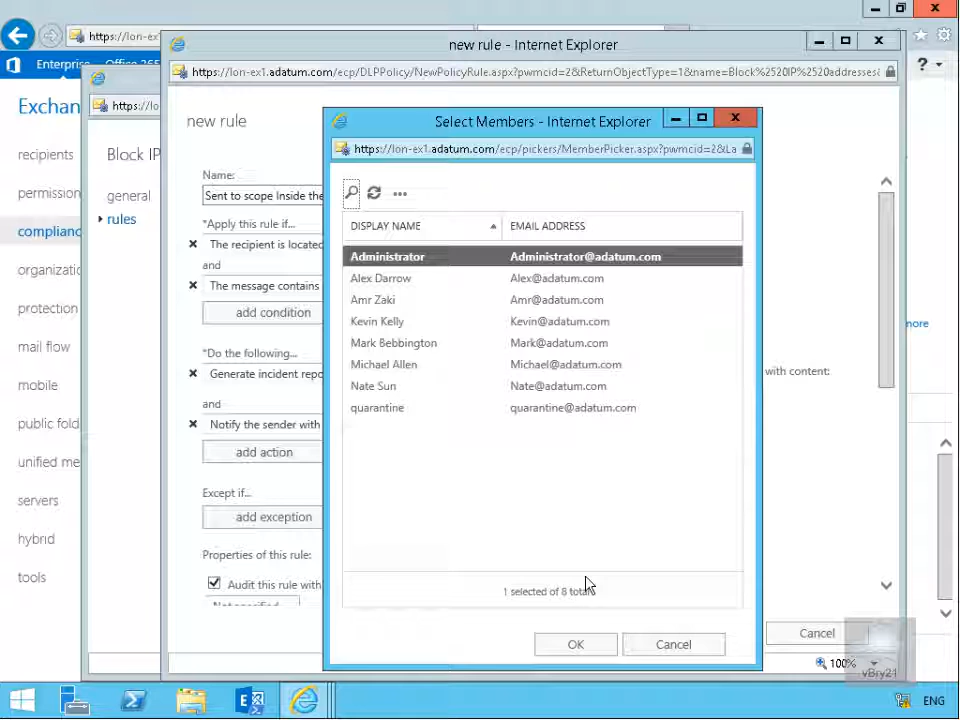 https://lon-ex
Enterprise Office 365
?
Exchan
recipients
permission
compliance
organizatio
protection
mail flow
mobile
public fold
unified me
servers
hybrid
tools
https://lo
Block IP
general
rules
new rule - Internet Explorer
https://lon-ex1.adatum.com/ecp/DLPPolicy/NewPolicyRule.aspx?pwmcid=2&ReturnObjectType=1&name=Block%2520IP%2520addresses&
new rule
Name:
Sent to scope Inside the
*Apply this rule if...
The recipient is located
and
The message contains
add condition
*Do the following...
Generate incident repo
and
Notify the sender with
add action
Except if...
add exception
Properties of this rule:
Audit this rule with
Not specified
with content:
more
Cancel
100%
Select Members - Internet Explorer
https://lon-ex1.adatum.com/ecp/pickers/MemberPicker.aspx?pwmcid=2&La
DISPLAY NAME EMAIL ADDRESS
Administrator Administrator@adatum.com
Alex Darrow Alex@adatum.com
Amr Zaki Amr@adatum.com
Kevin Kelly Kevin@adatum.com
Mark Bebbington Mark@adatum.com
Michael Allen Michael@adatum.com
Nate Sun Nate@adatum.com
quarantine quarantine@adatum.com
1 selected of 8 total
OK Cancel
vBry21
ENG